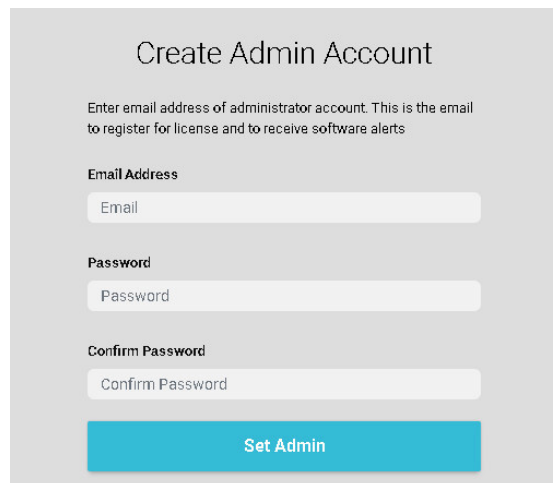 Create Admin Account
Enter email address of administrator account. This is the email
to register for license and to receive software alerts
Email Address
Email
Password
Password
Confirm Password
Confirm Password
Set Admin